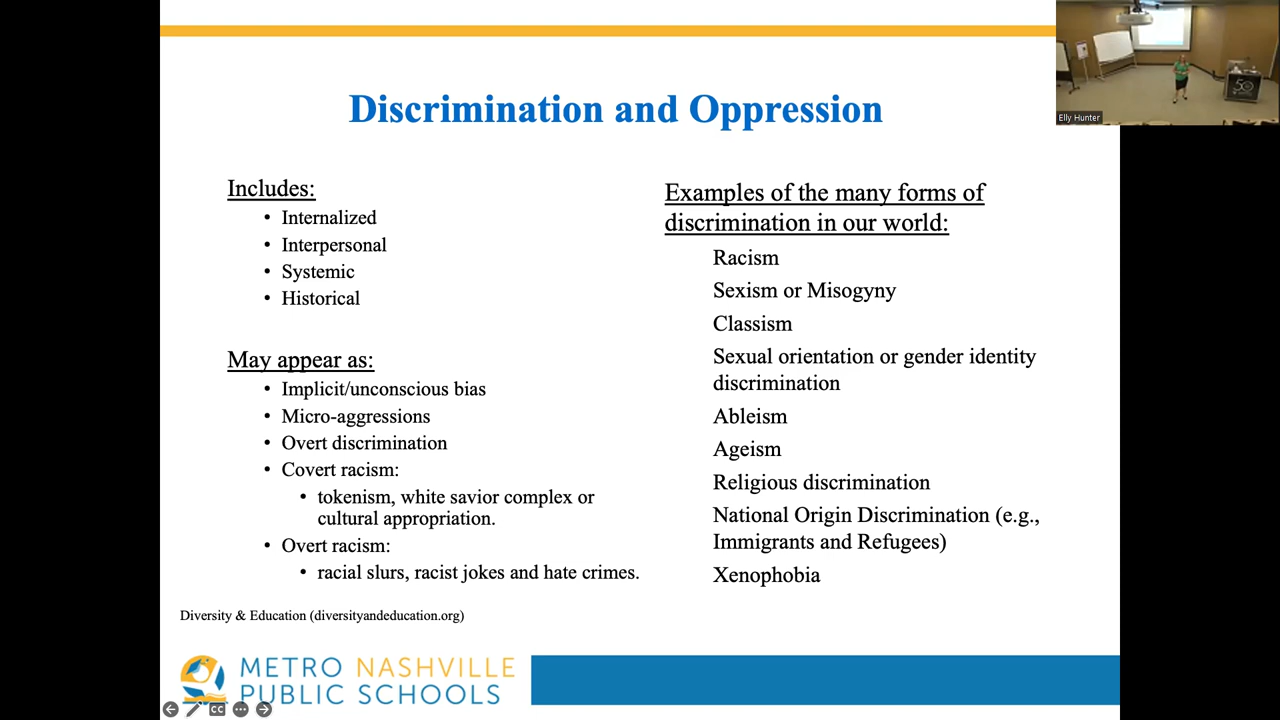 Discrimination and Oppression
Includes:
• Internalized
• Interpersonal
• Systemic
• Historical
May appear as:
• Implicit/unconscious bias
• Micro-aggressions
• Overt discrimination
• Covert racism:
• tokenism, white savior complex or
cultural appropriation.
• Overt racism:
• racial slurs, racist jokes and hate crimes.
Examples of the many forms of
discrimination in our world:
Racism
Sexism or Misogyny
Classism
Sexual orientation or gender identity
discrimination
Ableism
Ageism
Religious discrimination
National Origin Discrimination (e.g.,
Immigrants and Refugees)
Xenophobia
Diversity & Education (diversityandeducation.org)
METRO NASHVILLE
PUBLIC SCHOOLS
CC
Elly Hunter
50